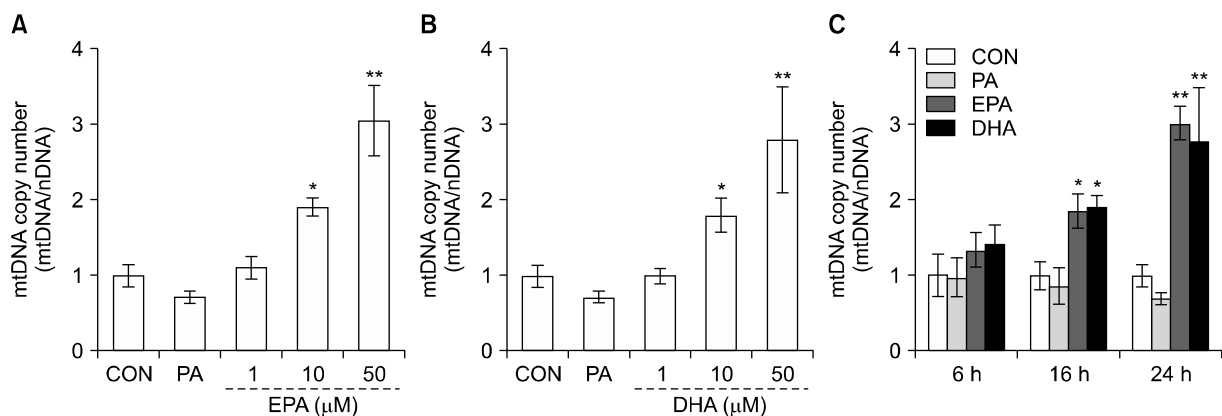 A
mtDNA copy number
(mtDNA/nDNA)
4
3
2
1
0
*
**
CON PA 1 10 50
EPA (μM)
B
mtDNA copy number
(mtDNA/nDNA)
4
3
2
1
0
*
**
CON PA 1 10 50
DHA (μM)
C
mtDNA copy number
(mtDNA/nDNA)
4
3
2
1
0
CON
PA
EPA
DHA
* *
** **
6 h 16 h 24 h